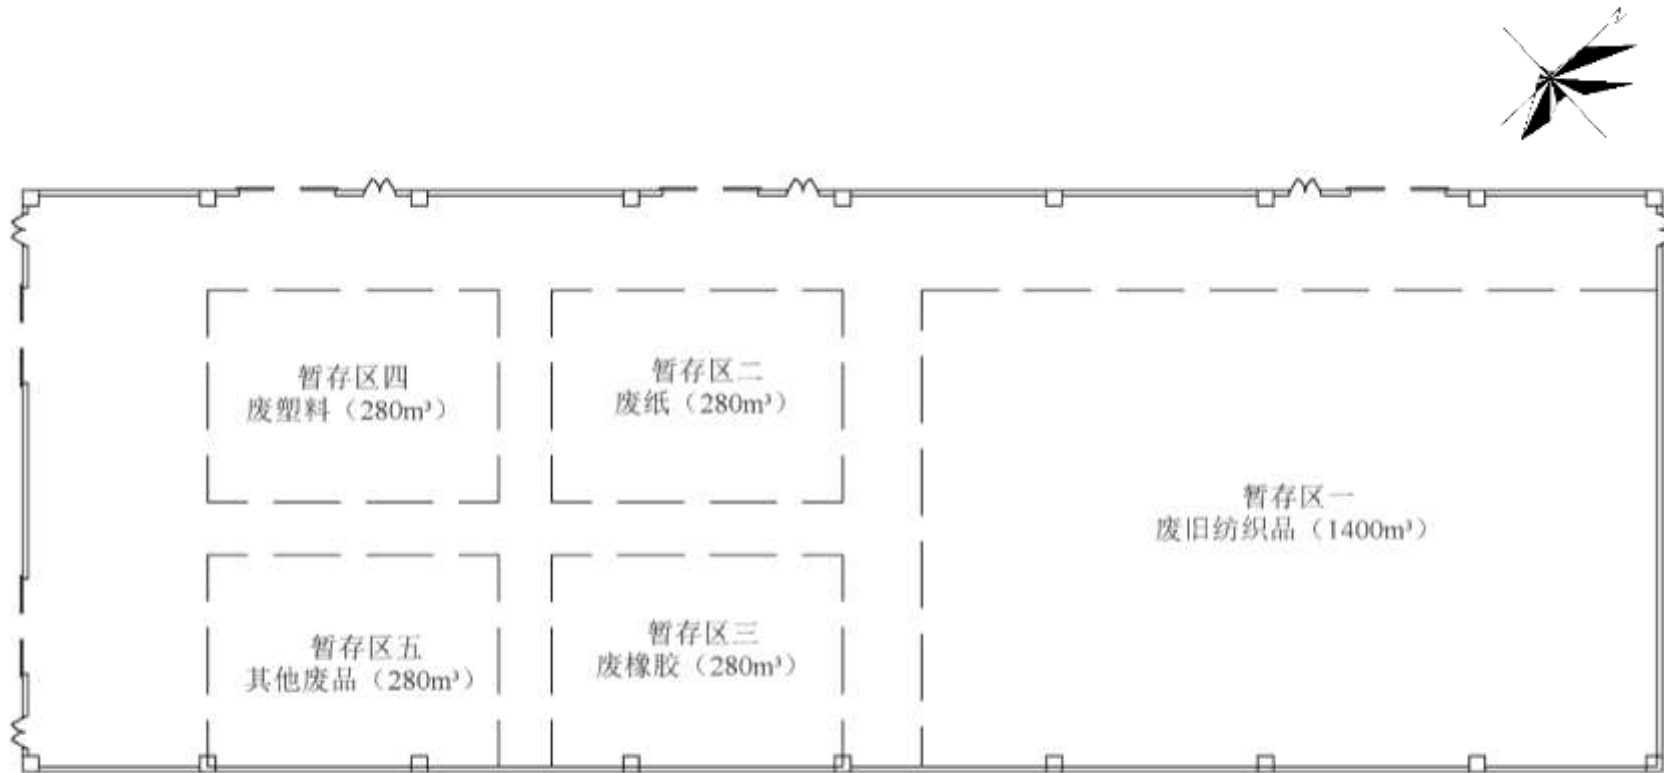 N
暂存区四
废塑料（280m³）
暂存区二
废纸（280m³）
暂存区一
废旧纺织品（1400m³）
暂存区五
其他废品（280m³）
暂存区三
废橡胶（280m³）